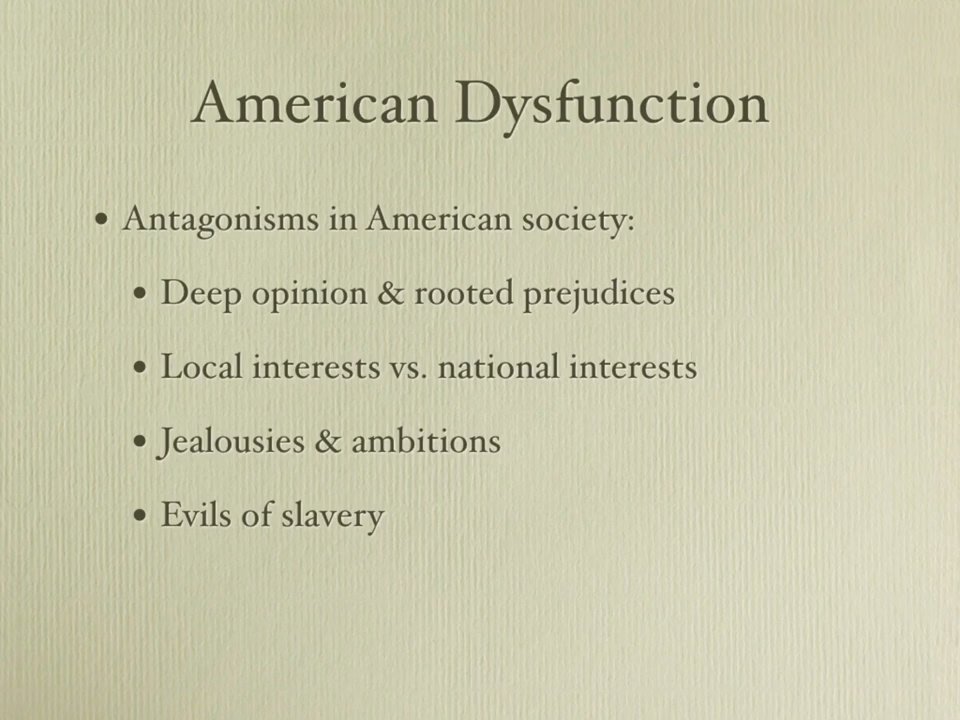 American Dysfunction
• Antagonisms in American society:
• Deep opinion & rooted prejudices
• Local interests vs. national interests
• Jealousies & ambitions
• Evils of slavery